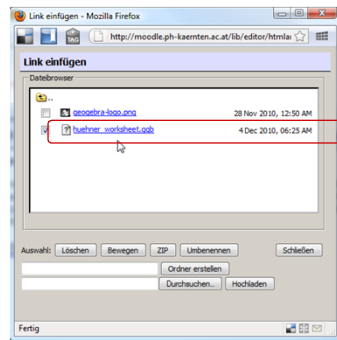 Link einfügen - Mozilla Firefox
TAG http://moodle.ph-kaernten.ac.at/lib/editor/htmlar
Link einfügen
Dateibrowser
..
geogebra-logo.png 28 Nov 2010, 12:50 AM
huehner_worksheet.ggb 4 Dec 2010, 06:25 AM
Auswahl: Löschen Bewegen ZIP Umbenennen Schließen
Ordner erstellen
Durchsuchen... Hochladen
Fertig